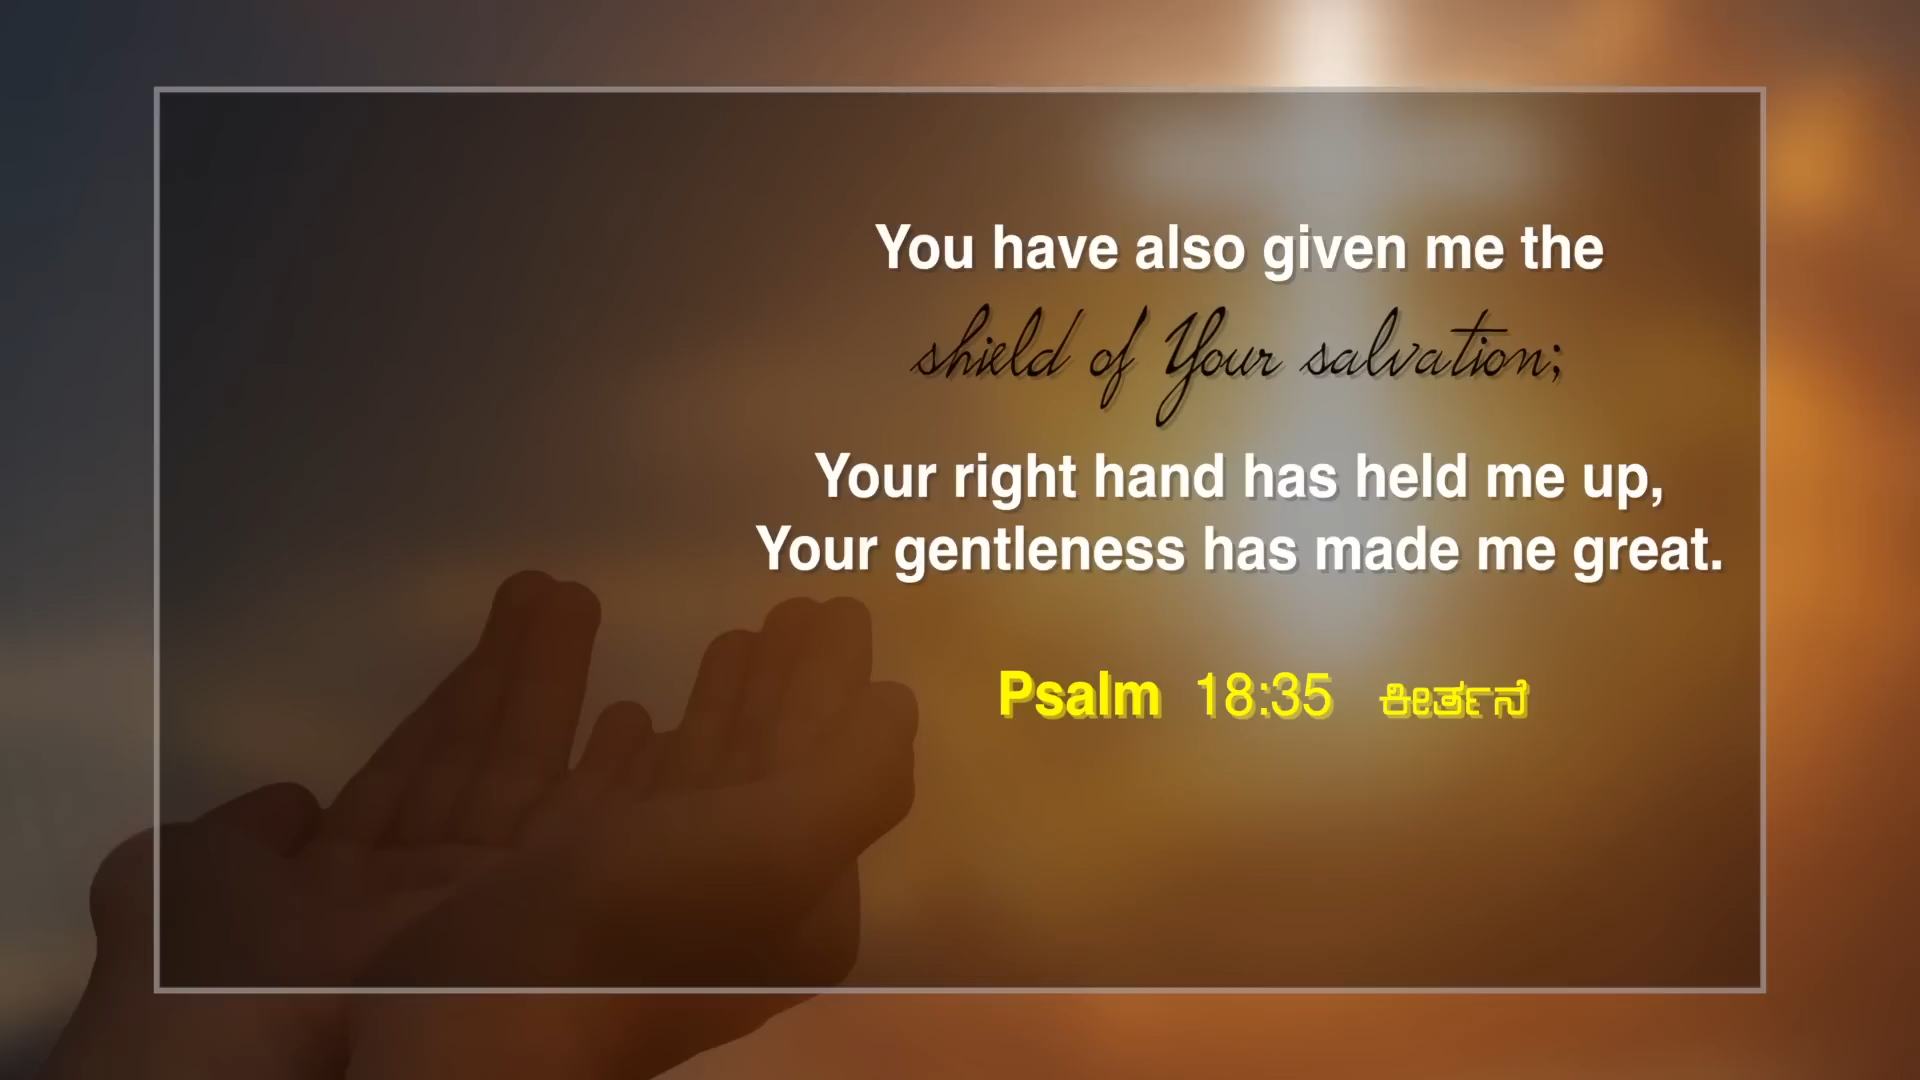 You have also given me the
shield of Your salvation;
Your right hand has held me up,
Your gentleness has made me great.
Psalm 18:35 ಕೀರ್ತನೆ